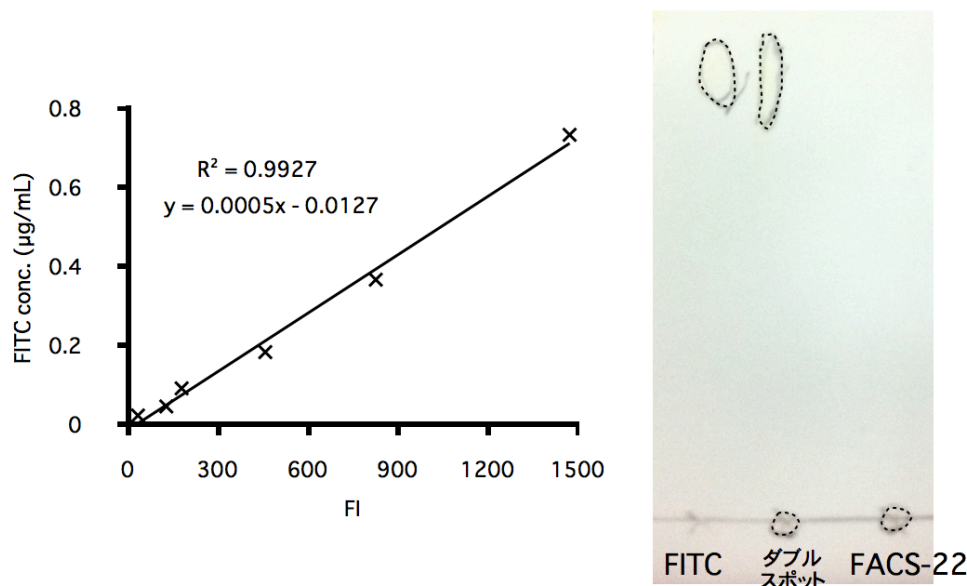 0.8
R² = 0.9927
0.6
y = 0.0005x - 0.0127
FITC conc. (µg/mL)
0.4
0.2
0
0 300 600 900 1200 1500
FI
FITC
ダブル
スポット
FACS-22